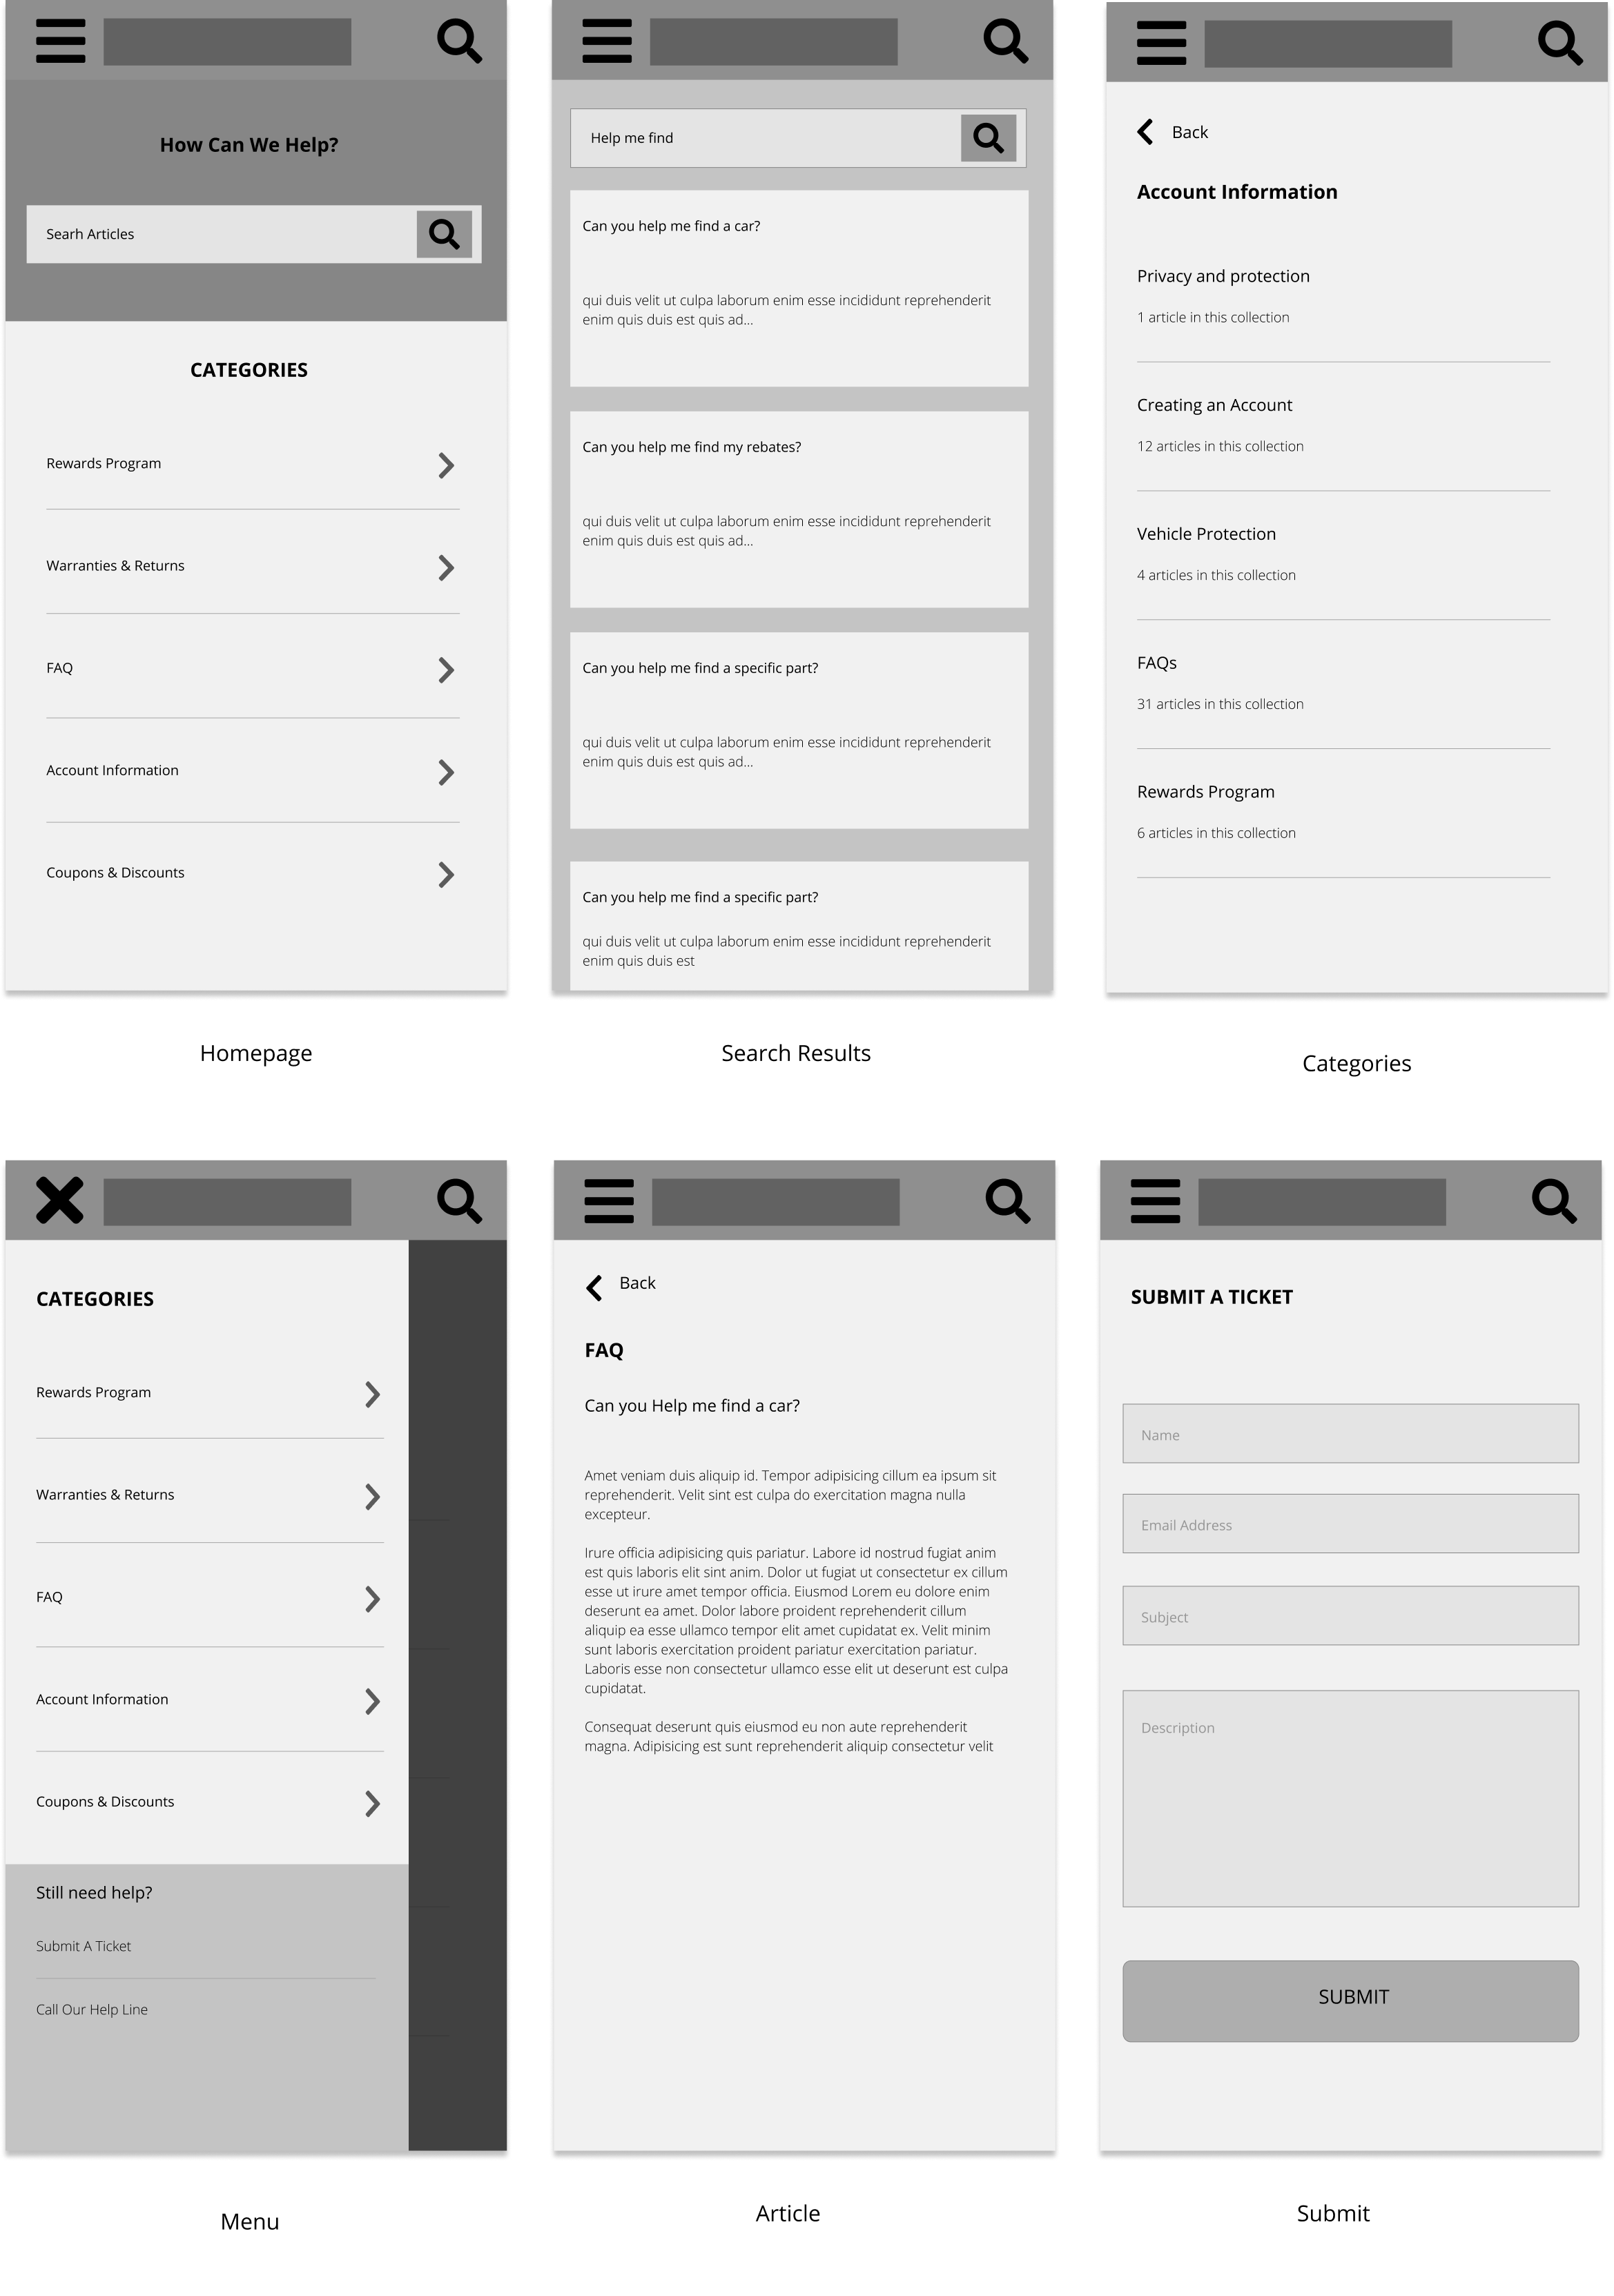 How Can We Help?
Searh Articles
CATEGORIES
Rewards Program
Warranties & Returns
FAQ
Account Information
Coupons & Discounts
Homepage
Help me find
Can you help me find a car?
qui duis velit ut culpa laborum enim esse incididunt reprehenderit
enim quis duis est quis ad...
Can you help me find my rebates?
qui duis velit ut culpa laborum enim esse incididunt reprehenderit
enim quis duis est quis ad...
Can you help me find a specific part?
qui duis velit ut culpa laborum enim esse incididunt reprehenderit
enim quis duis est quis ad...
Can you help me find a specific part?
qui duis velit ut culpa laborum enim esse incididunt reprehenderit
enim quis duis est
Search Results
Back
Account Information
Privacy and protection
1 article in this collection
Creating an Account
12 articles in this collection
Vehicle Protection
4 articles in this collection
FAQs
31 articles in this collection
Rewards Program
6 articles in this collection
Categories
CATEGORIES
Rewards Program
Warranties & Returns
FAQ
Account Information
Coupons & Discounts
Still need help?
Submit A Ticket
Call Our Help Line
Menu
Back
FAQ
Can you Help me find a car?
Amet veniam duis aliquip id. Tempor adipisicing cillum ea ipsum sit
reprehenderit. Velit sint est culpa do exercitation magna nulla
excepteur.
Irure officia adipisicing quis pariatur. Labore id nostrud fugiat anim
est quis laboris elit sint anim. Dolor ut fugiat ut consectetur ex cillum
esse ut irure amet tempor officia. Eiusmod Lorem eu dolore enim
deserunt ea amet. Dolor labore proident reprehenderit cillum
aliquip ea esse ullamco tempor elit amet cupidatat ex. Velit minim
sunt laboris exercitation proident pariatur exercitation pariatur.
Laboris esse non consectetur ullamco esse elit ut deserunt est culpa
cupidatat.
Consequat deserunt quis eiusmod eu non aute reprehenderit
magna. Adipisicing est sunt reprehenderit aliquip consectetur velit
Article
SUBMIT A TICKET
Name
Email Address
Subject
Description
SUBMIT
Submit